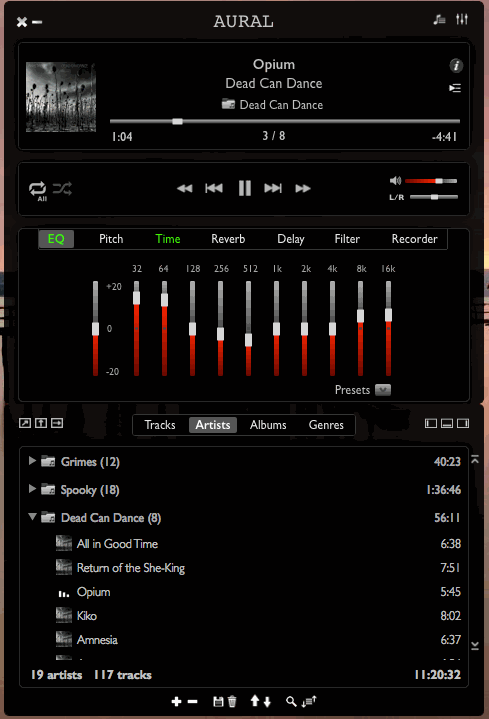 AURAL
Opium
Dead Can Dance
Dead Can Dance
1:04 3 / 8 -4:41
All
L/R
EQ Pitch Time Reverb Delay Filter Recorder
32 64 128 256 512 1k 2k 4k 8k 16k
+20
0
-20
Presets
Tracks Artists Albums Genres
Grimes (12) 40:23
Spooky (18) 1:36:46
Dead Can Dance (8) 56:11
All in Good Time 6:38
Return of the She-King 7:51
Opium 5:45
Kiko 8:02
Amnesia 6:37
19 artists 117 tracks 11:20:32